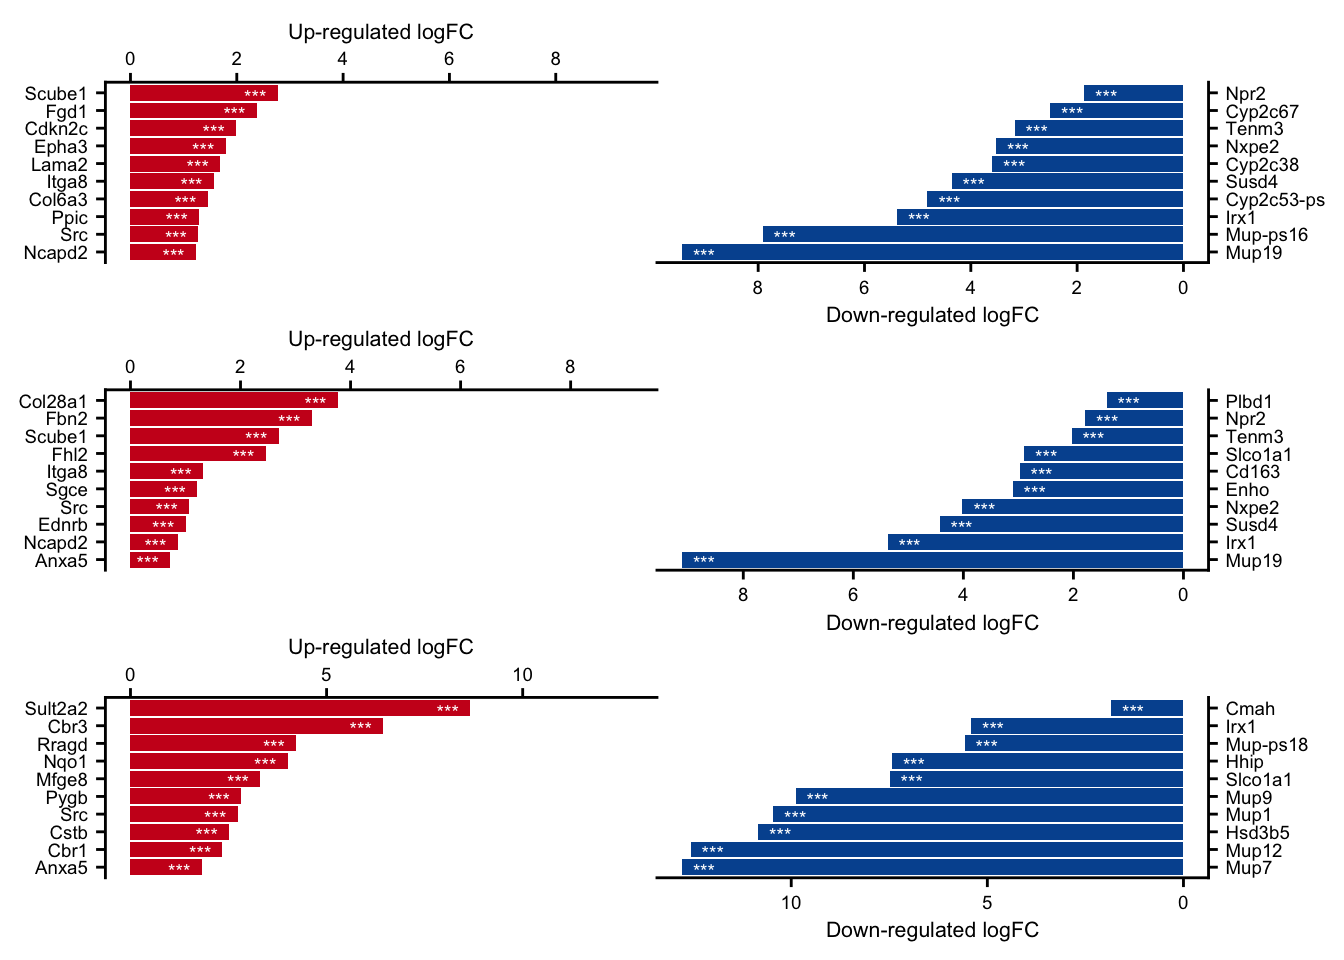 Up-regulated logFC
0 2 4 6 8
Scube1 *** *** Npr2
Fgd1 *** *** Cyp2c67
Cdkn2c *** *** Tenm3
Epha3 *** *** Nxpe2
Lama2 *** *** Cyp2c38
Itga8 *** *** Susd4
Col6a3 *** *** Cyp2c53-ps
Ppic *** *** Irx1
Src *** *** Mup-ps16
Ncapd2 *** *** Mup19
8 6 4 2 0
Down-regulated logFC
Up-regulated logFC
0 2 4 6 8
Col28a1 *** *** Plbd1
Fbn2 *** *** Npr2
Scube1 *** *** Tenm3
Fhl2 *** *** Slco1a1
Itga8 *** *** Cd163
Sgce *** *** Enho
Src *** *** Nxpe2
Ednrb *** *** Susd4
Ncapd2 *** *** Irx1
Anxa5 *** *** Mup19
8 6 4 2 0
Down-regulated logFC
Up-regulated logFC
0 5 10
Sult2a2 *** *** Cmah
Cbr3 *** *** Irx1
Rragd *** *** Mup-ps18
Nqo1 *** *** Hhip
Mfge8 *** *** Slco1a1
Pygb *** *** Mup9
Src *** *** Mup1
Cstb *** *** Hsd3b5
Cbr1 *** *** Mup12
Anxa5 *** *** Mup7
10 5 0
Down-regulated logFC